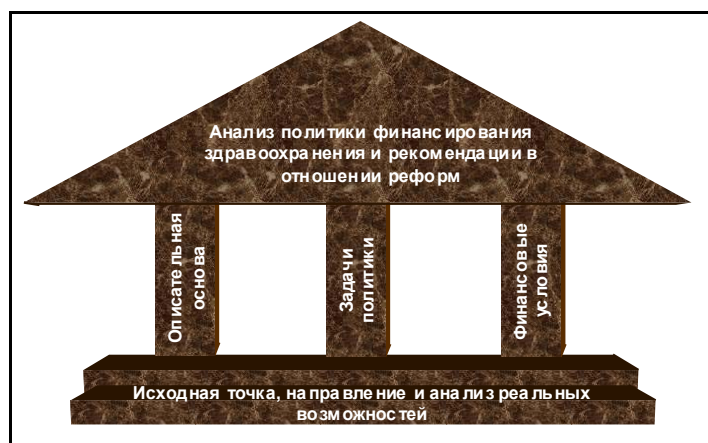 Анализ политики финансирования
здравоохранения и рекомендации в
отношении реформ
Описательная
основа
Задачи
политики
Финансовые
условия
Исходная точка, направление и анализ реальных
возможностей